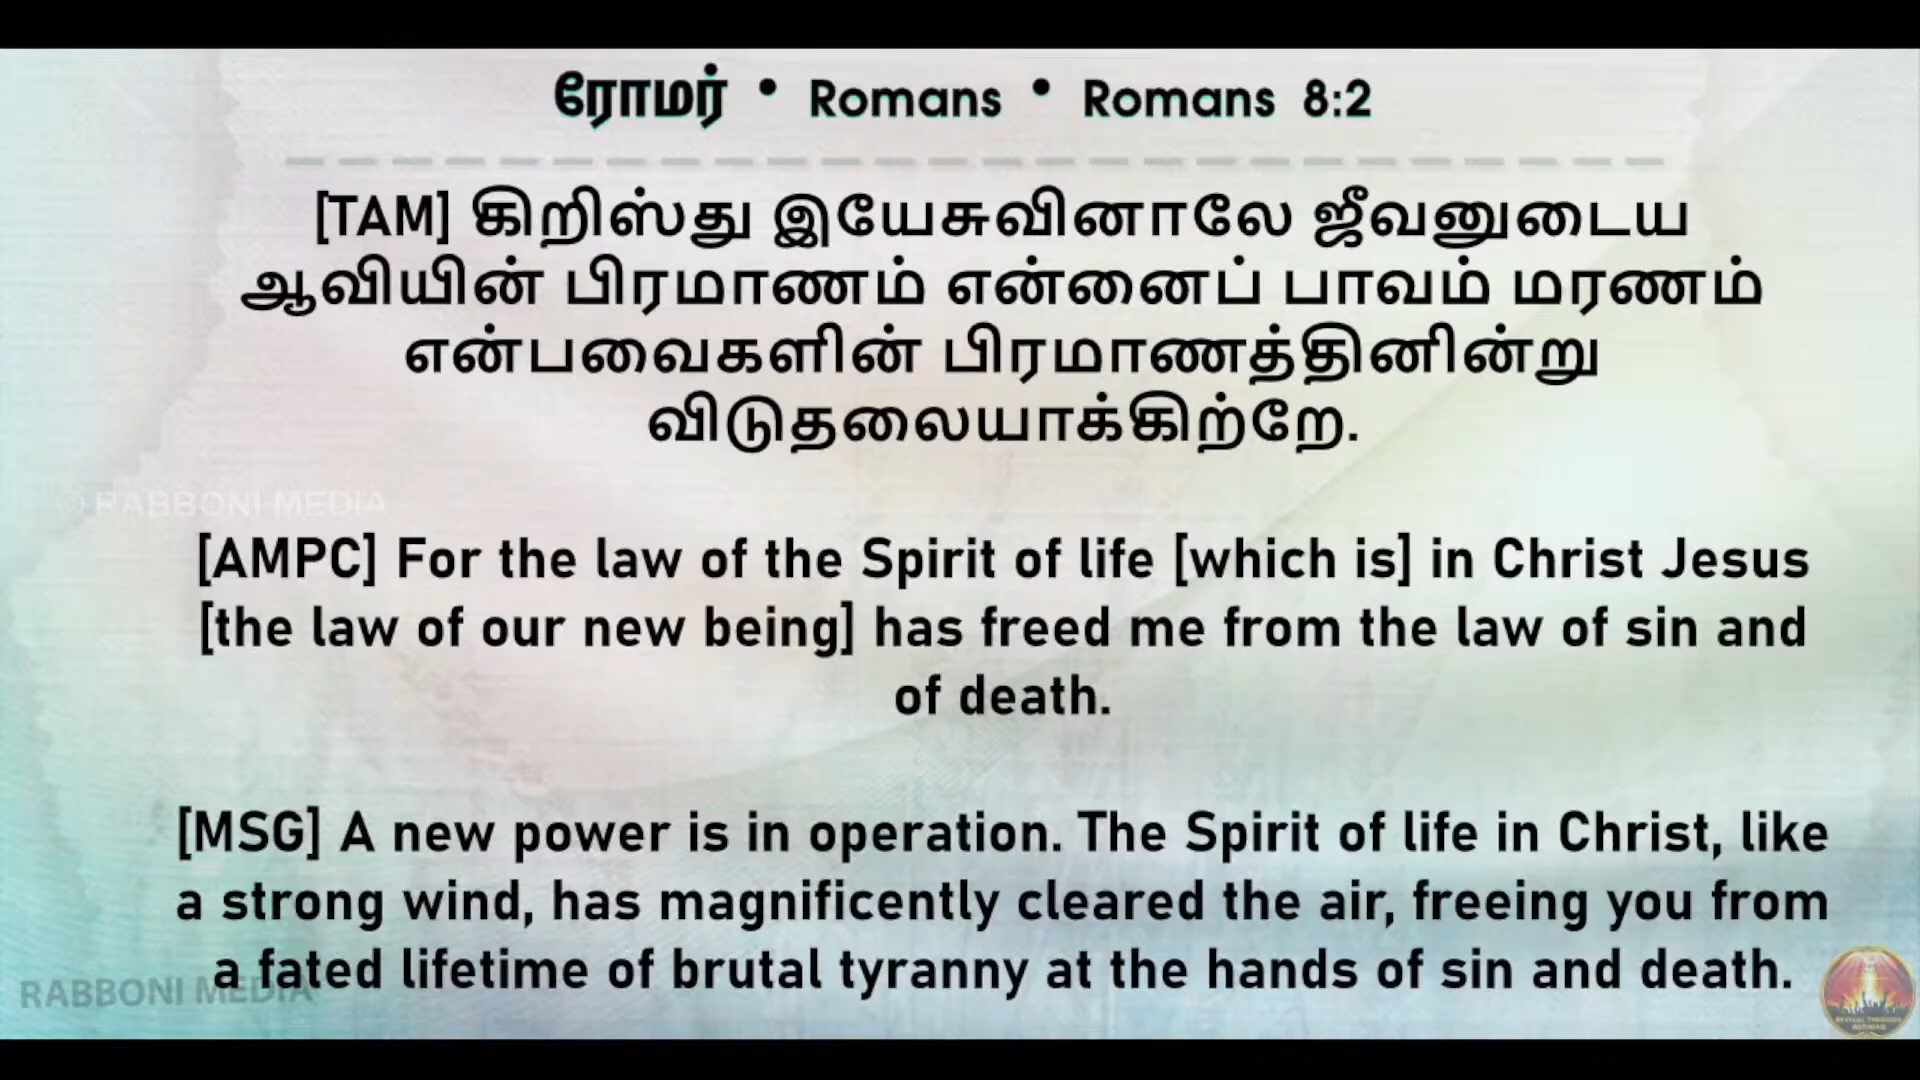 ரோமர் • Romans • Romans 8:2
[TAM] கிறிஸ்து இயேசுவினாலே ஜீவனுடைய
ஆவியின் பிரமாணம் என்னைப் பாவம் மரணம்
என்பவைகளின் பிரமாணத்தினின்று
விடுதலையாக்கிற்றே.
© RABBONI MEDIA
[AMPC] For the law of the Spirit of life [which is] in Christ Jesus
[the law of our new being] has freed me from the law of sin and
of death.
[MSG] A new power is in operation. The Spirit of life in Christ, like
a strong wind, has magnificently cleared the air, freeing you from
a fated lifetime of brutal tyranny at the hands of sin and death.
RABBONI MEDIA